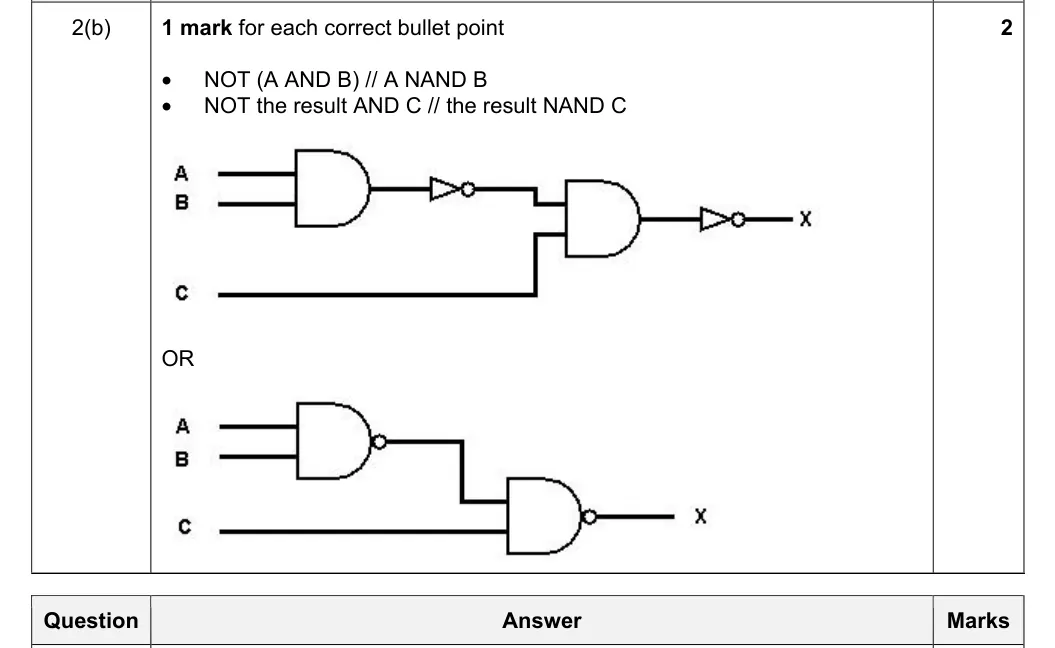 2(b)
1 mark for each correct bullet point
2
• NOT (A AND B) // A NAND B
• NOT the result AND C // the result NAND C
A
B
X
C
OR
A
B
C
X
Question Answer Marks